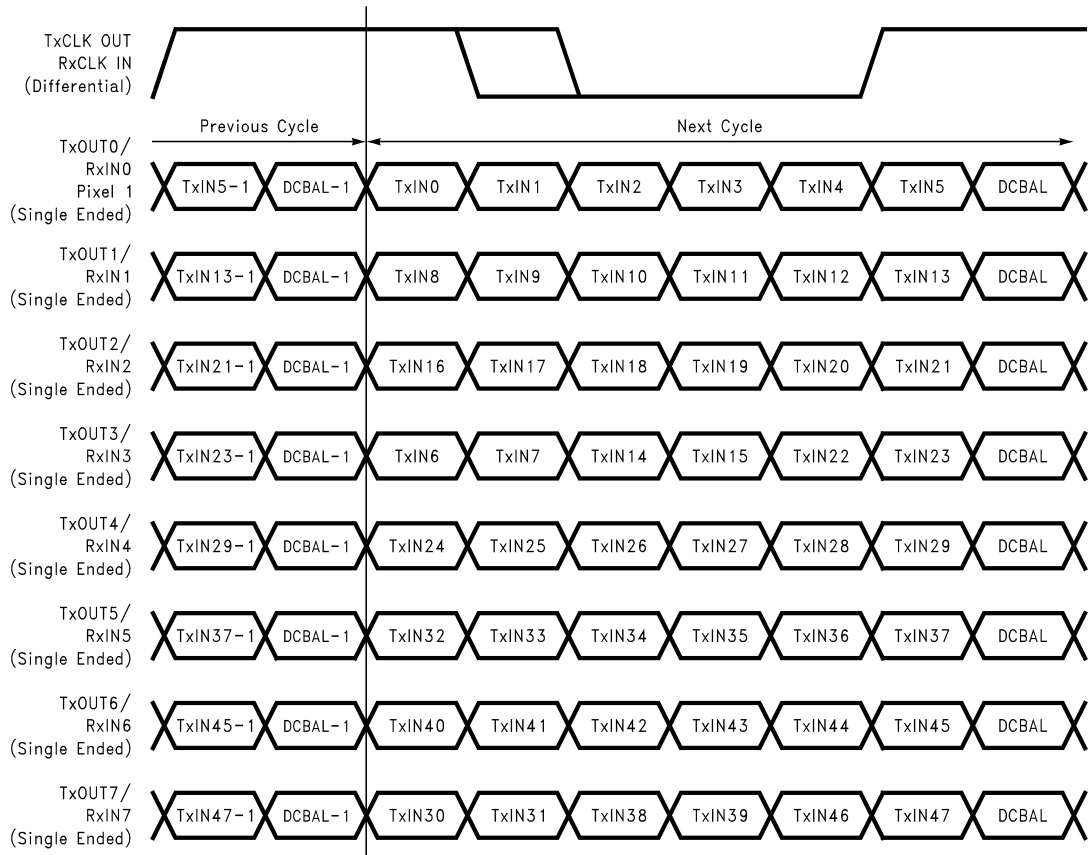 TxCLK OUT
RxCLK IN
(Differential)
Previous Cycle
Next Cycle
TxOUT0/
RxIN0
Pixel 1
(Single Ended)
TxIN5-1 DCBAL-1 TxIN0 TxIN1 TxIN2 TxIN3 TxIN4 TxIN5 DCBAL
TxOUT1/
RxIN1
(Single Ended)
TxIN13-1 DCBAL-1 TxIN8 TxIN9 TxIN10 TxIN11 TxIN12 TxIN13 DCBAL
TxOUT2/
RxIN2
(Single Ended)
TxIN21-1 DCBAL-1 TxIN16 TxIN17 TxIN18 TxIN19 TxIN20 TxIN21 DCBAL
TxOUT3/
RxIN3
(Single Ended)
TxIN23-1 DCBAL-1 TxIN6 TxIN7 TxIN14 TxIN15 TxIN22 TxIN23 DCBAL
TxOUT4/
RxIN4
(Single Ended)
TxIN29-1 DCBAL-1 TxIN24 TxIN25 TxIN26 TxIN27 TxIN28 TxIN29 DCBAL
TxOUT5/
RxIN5
(Single Ended)
TxIN37-1 DCBAL-1 TxIN32 TxIN33 TxIN34 TxIN35 TxIN36 TxIN37 DCBAL
TxOUT6/
RxIN6
(Single Ended)
TxIN45-1 DCBAL-1 TxIN40 TxIN41 TxIN42 TxIN43 TxIN44 TxIN45 DCBAL
TxOUT7/
RxIN7
(Single Ended)
TxIN47-1 DCBAL-1 TxIN30 TxIN31 TxIN38 TxIN39 TxIN46 TxIN47 DCBAL